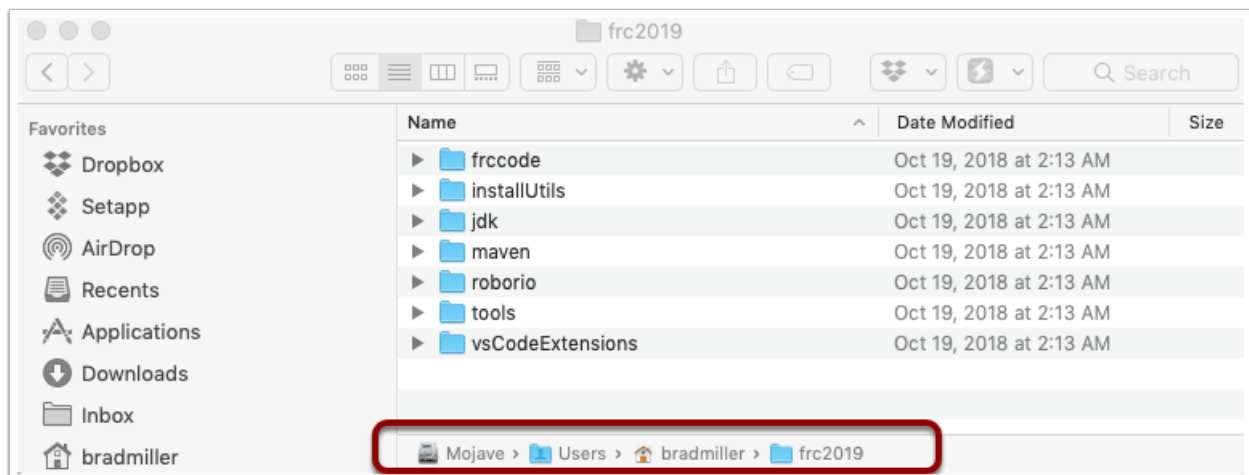 frc2019
Search
Favorites
Name Date Modified Size
Dropbox
frccode Oct 19, 2018 at 2:13 AM
Setapp
installUtils Oct 19, 2018 at 2:13 AM
jdk Oct 19, 2018 at 2:13 AM
AirDrop
maven Oct 19, 2018 at 2:13 AM
Recents
roborio Oct 19, 2018 at 2:13 AM
tools Oct 19, 2018 at 2:13 AM
Applications
vsCodeExtensions Oct 19, 2018 at 2:13 AM
Downloads
Inbox
bradmiller
Mojave > Users > bradmiller > frc2019